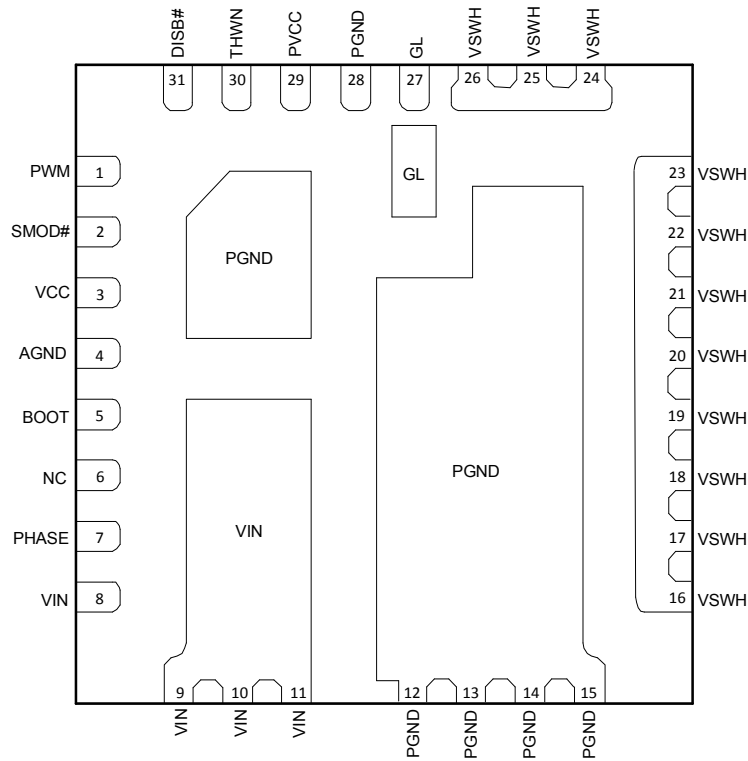 DISB# THWN PVCC PGND GL VSWH VSWH VSWH
31 30 29 28 27 26 25 24
PWM 1
SMOD# 2
VCC 3
AGND 4
BOOT 5
NC 6
PHASE 7
VIN 8
GL
PGND
VIN
PGND
23 VSWH
22 VSWH
21 VSWH
20 VSWH
19 VSWH
18 VSWH
17 VSWH
16 VSWH
9 10 11 12 13 14 15
VIN VIN VIN PGND PGND PGND PGND